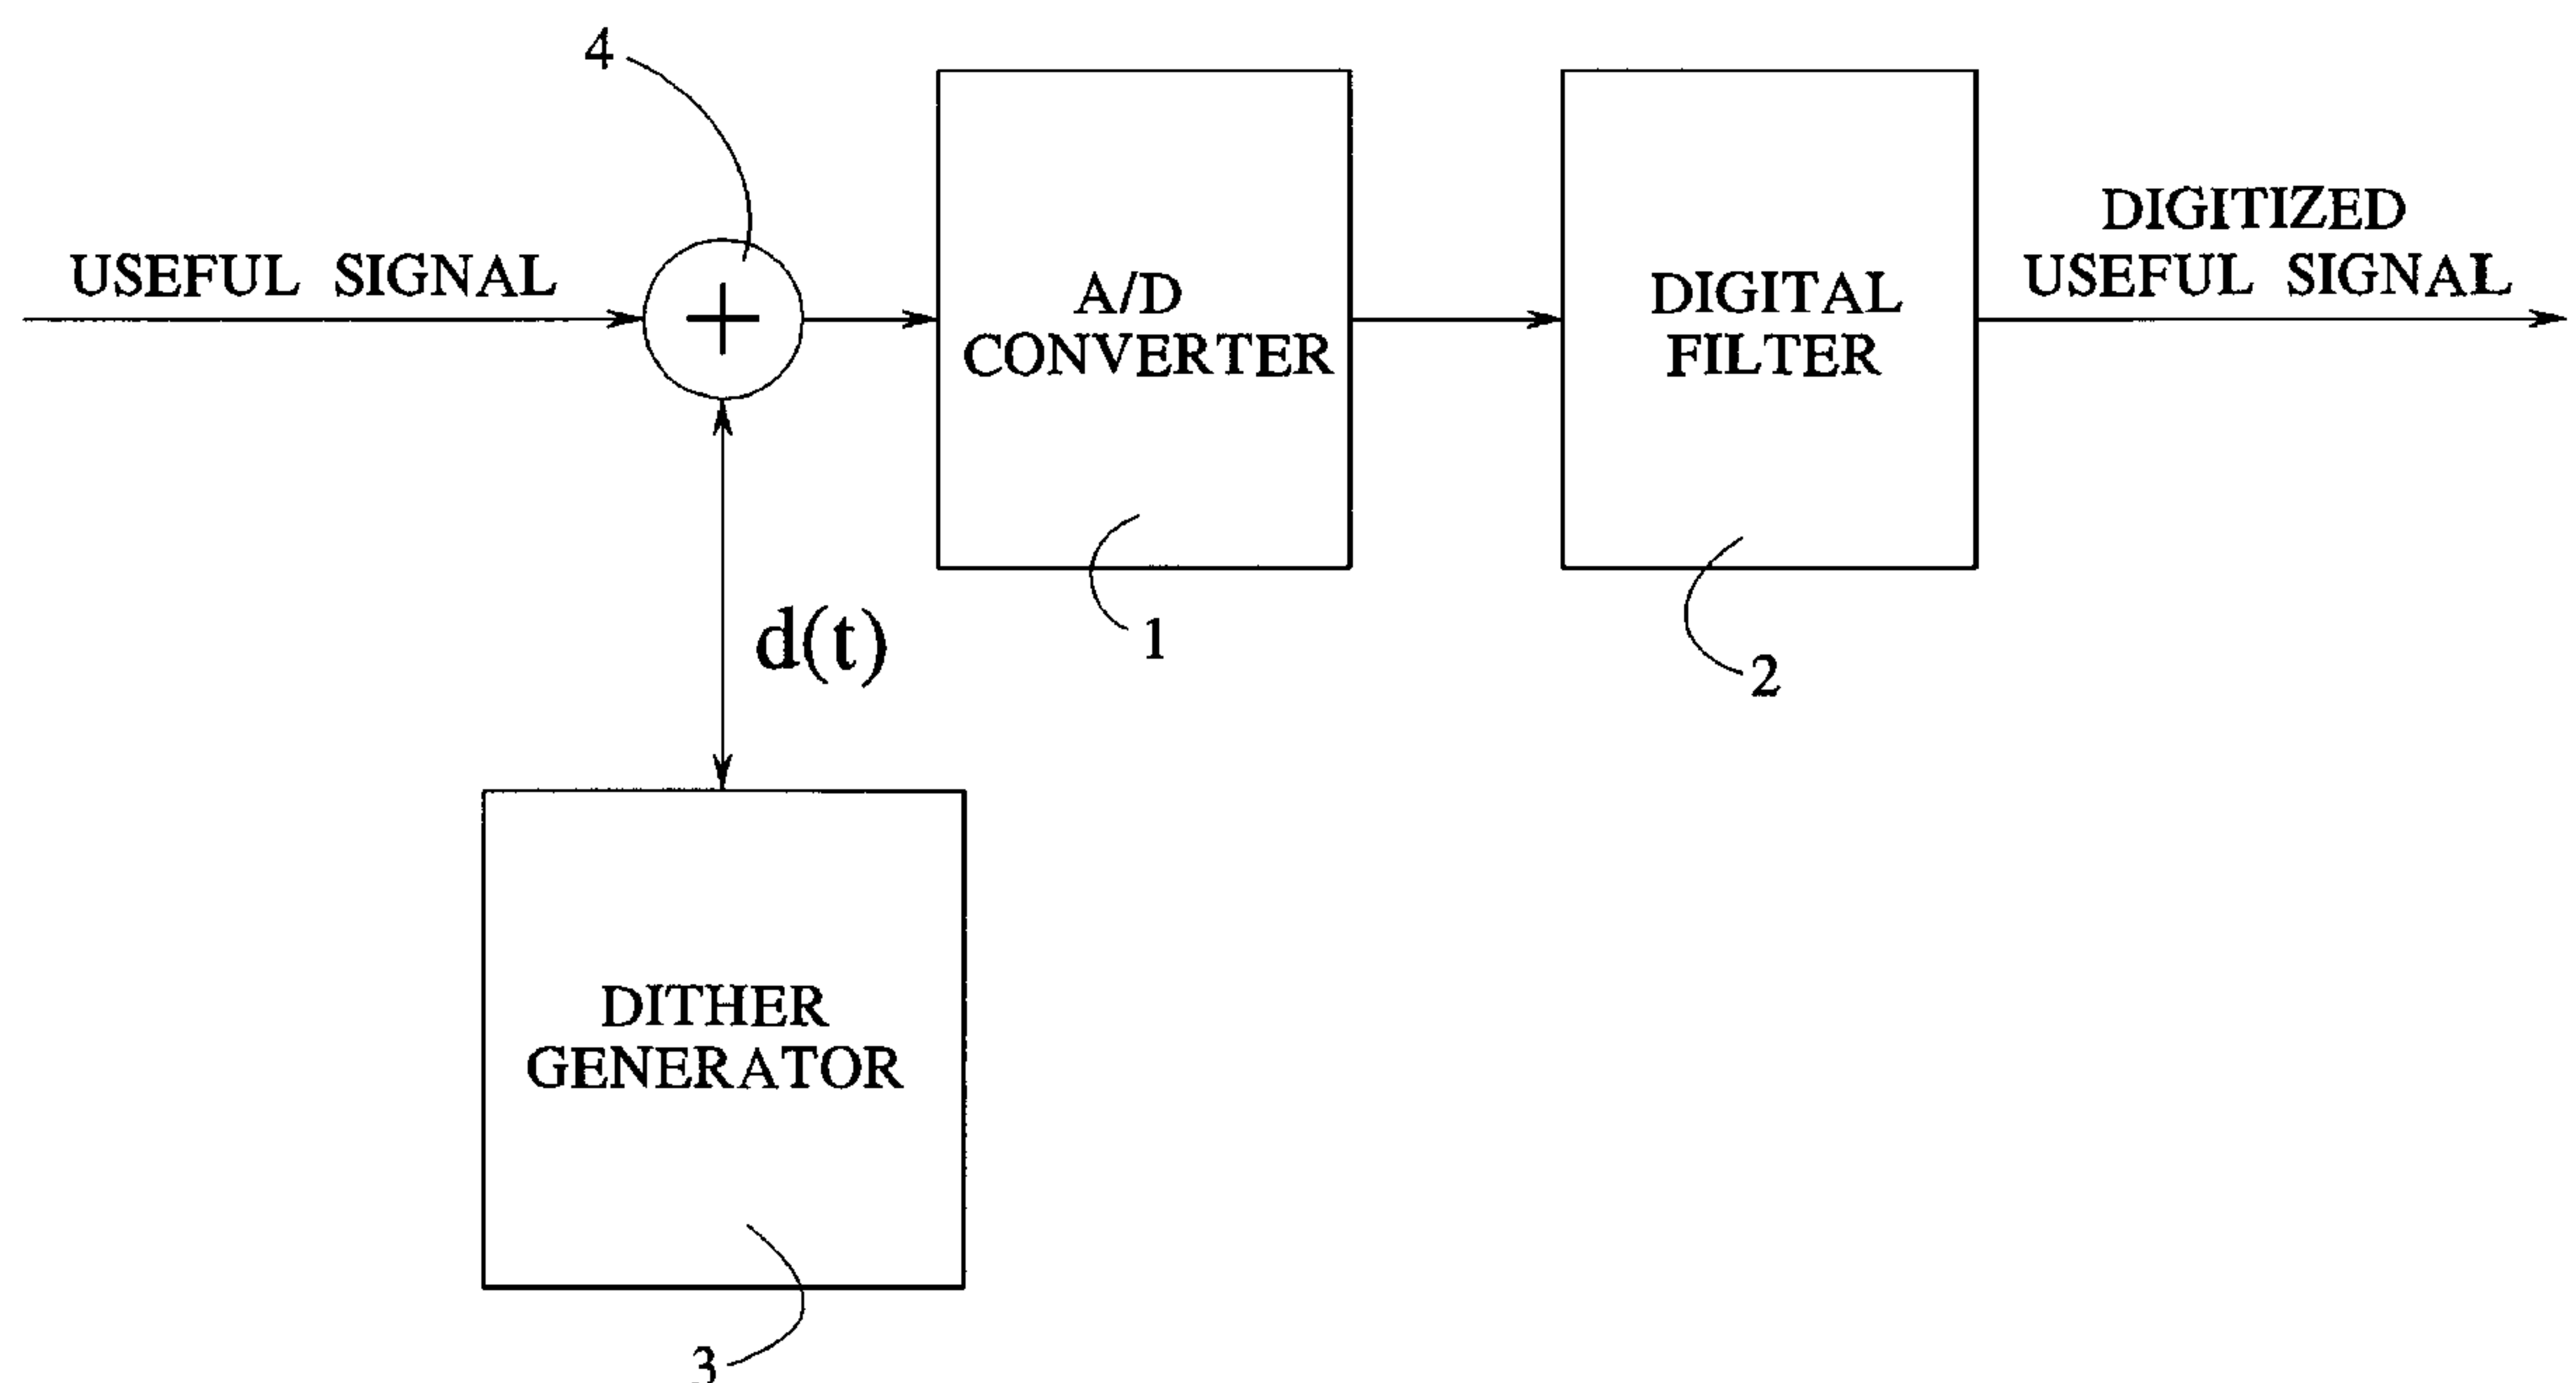 4
USEFUL SIGNAL
+
A/D
CONVERTER
DIGITAL
FILTER
DIGITIZED
USEFUL SIGNAL
d(t)
1
2
DITHER
GENERATOR
3